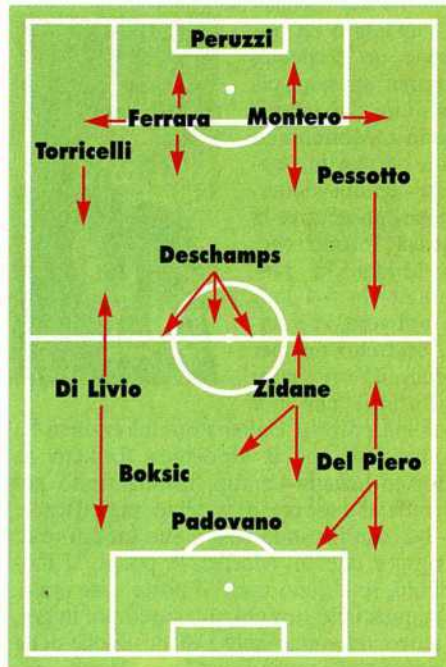 Peruzzi
Ferrara Montero
Torricelli
Pessotto
Deschamps
Di Livio Zidane
Del Piero
Boksic
Padovano